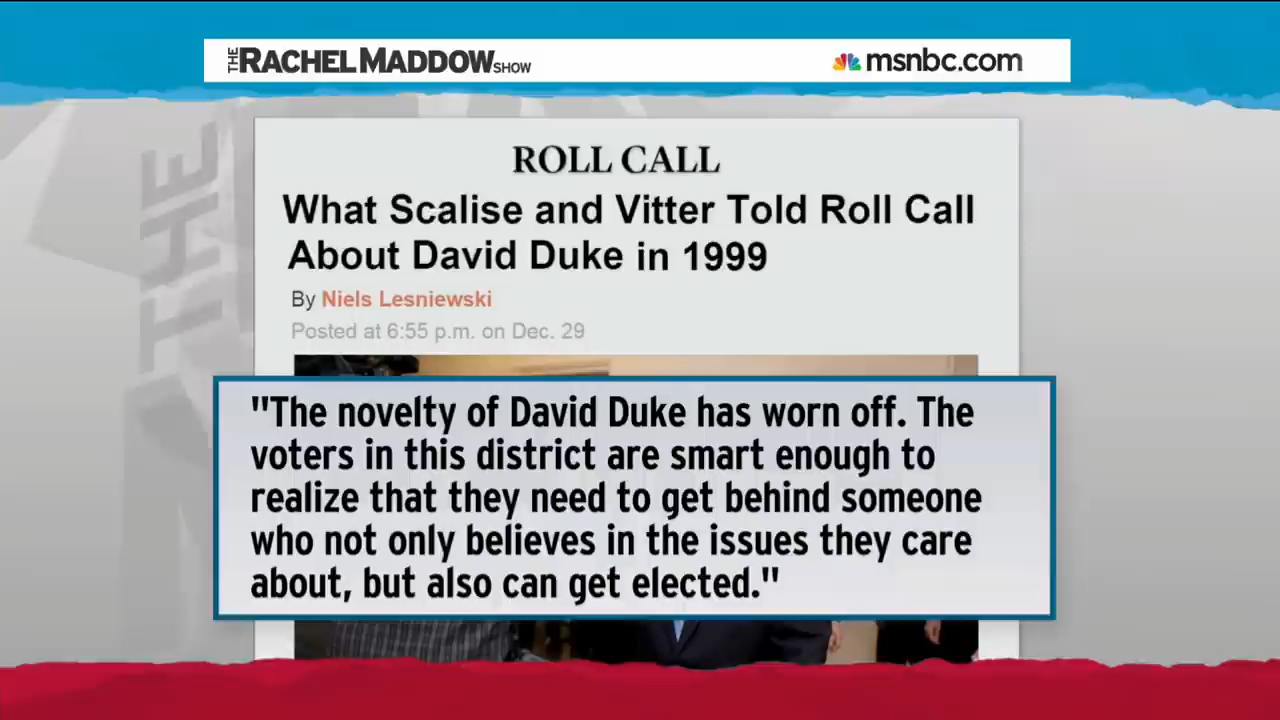 THE RACHEL MADDOW SHOW
msnbc.com
THE
ROLL CALL
What Scalise and Vitter Told Roll Call
About David Duke in 1999
By Niels Lesniewski
Posted at 6:55 p.m. on Dec. 29
"The novelty of David Duke has worn off. The
voters in this district are smart enough to
realize that they need to get behind someone
who not only believes in the issues they care
about, but also can get elected."